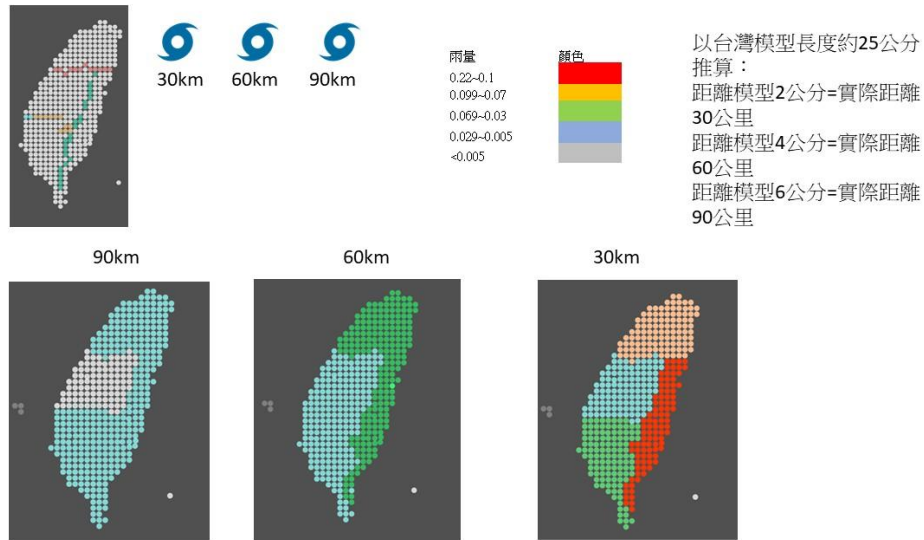 30km
60km
90km
雨量
顏色
0.22~0.1
0.099~0.07
0.069~0.03
0.029~0.005
<0.005
以台灣模型長度約25公分
推算：
距離模型2公分=實際距離
30公里
距離模型4公分=實際距離
60公里
距離模型6公分=實際距離
90公里
90km
60km
30km